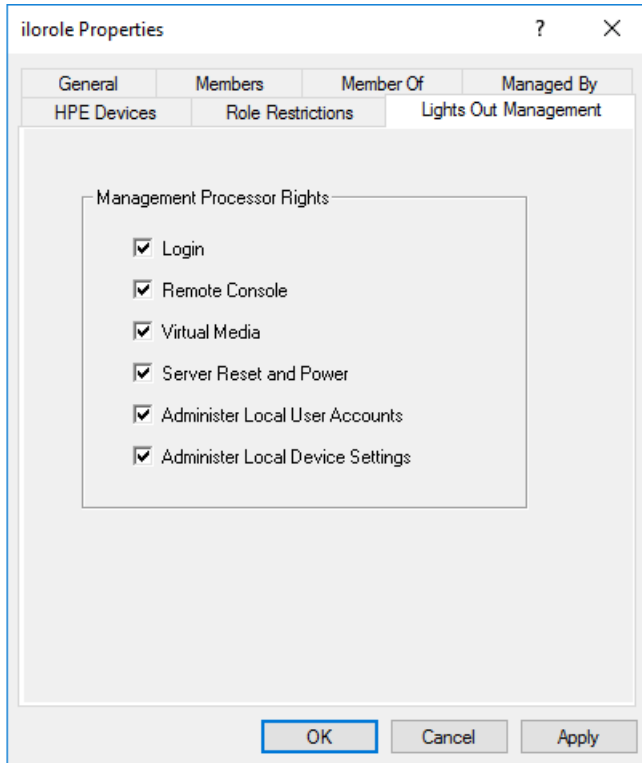 ilorole Properties ?
General Members Member Of Managed By
HPE Devices Role Restrictions Lights Out Management
Management Processor Rights
Login
Remote Console
Virtual Media
Server Reset and Power
Administer Local User Accounts
Administer Local Device Settings
OK Cancel Apply